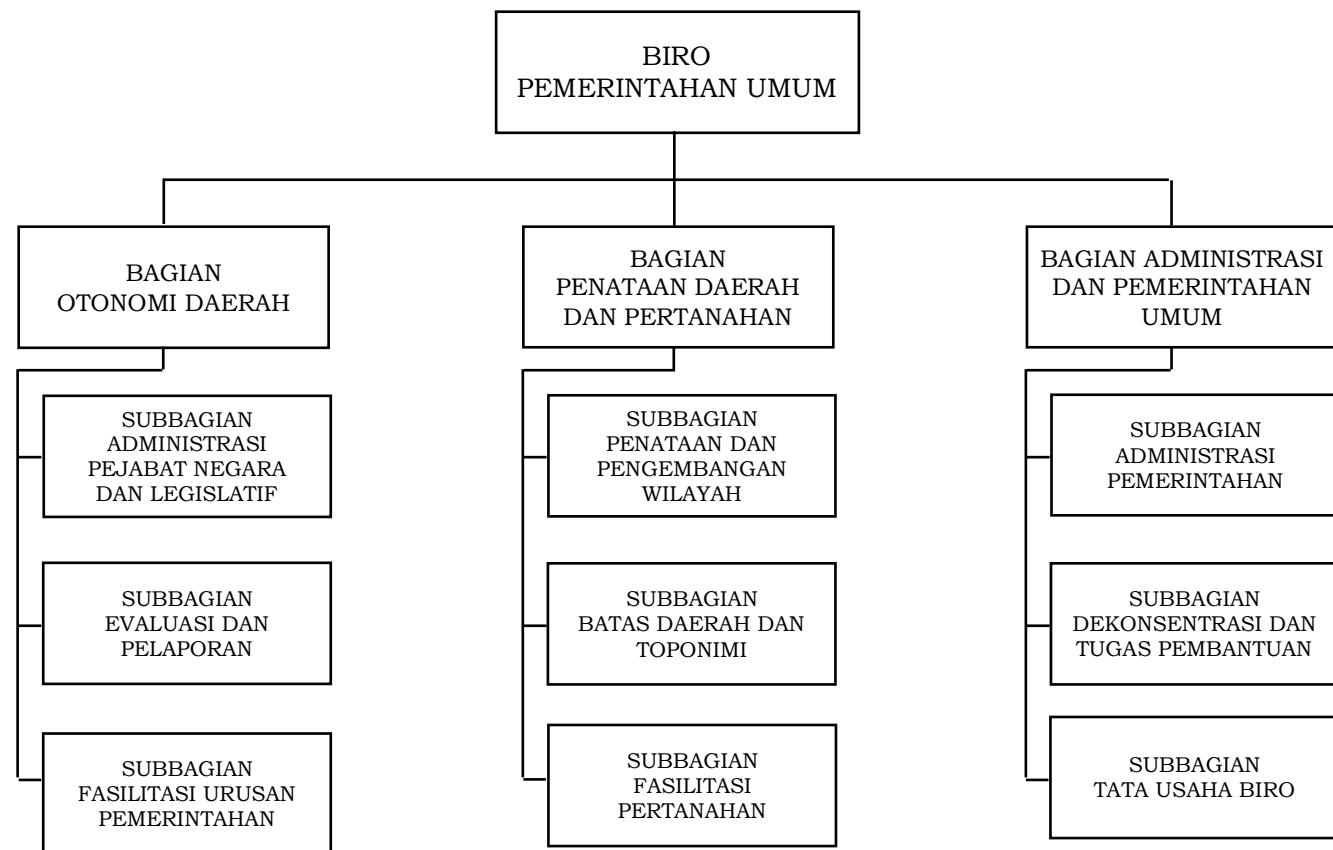 BIRO
PEMERINTAHAN UMUM
BAGIAN
OTONOMI DAERAH
BAGIAN
PENATAAN DAERAH
DAN PERTANAHAN
BAGIAN ADMINISTRASI
DAN PEMERINTAHAN
UMUM
SUBBAGIAN
ADMINISTRASI
PEJABAT NEGARA
DAN LEGISLATIF
SUBBAGIAN
PENATAAN DAN
PENGEMBANGAN
WILAYAH
SUBBAGIAN
ADMINISTRASI
PEMERINTAHAN
SUBBAGIAN
EVALUASI DAN
PELAPORAN
SUBBAGIAN
BATAS DAERAH DAN
TOPONIMI
SUBBAGIAN
DEKONSENTRASI DAN
TUGAS PEMBANTUAN
SUBBAGIAN
FASILITASI URUSAN
PEMERINTAHAN
SUBBAGIAN
FASILITASI
PERTANAHAN
SUBBAGIAN
TATA USAHA BIRO